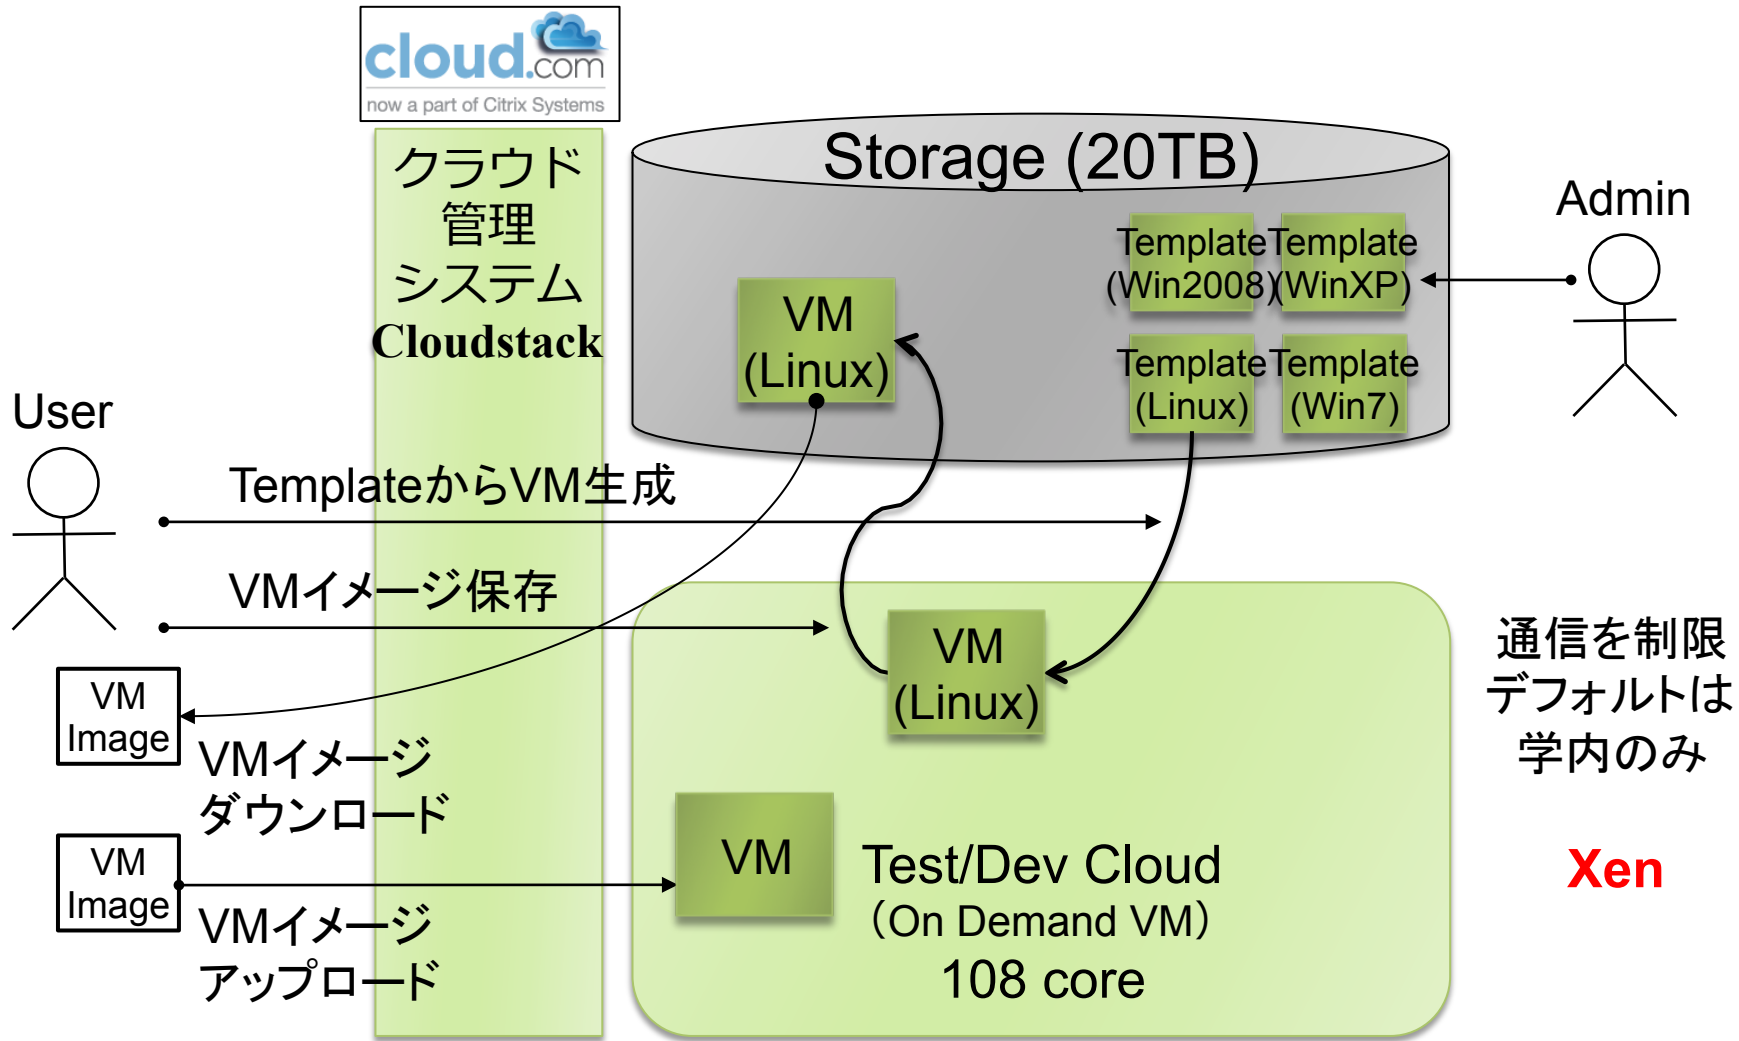 cloud.com
now a part of Citrix Systems
クラウド
管理
システム
Cloudstack
Storage (20TB)
Template
(Win2008)
Template
(WinXP)
Template
(Linux)
Template
(Win7)
VM
(Linux)
Admin
User
TemplateからVM生成
VMイメージ保存
VM
Image
VMイメージ
ダウンロード
VM
Image
VMイメージ
アップロード
VM
(Linux)
VM
Test/Dev Cloud
（On Demand VM）
108 core
通信を制限
デフォルトは
学内のみ
Xen